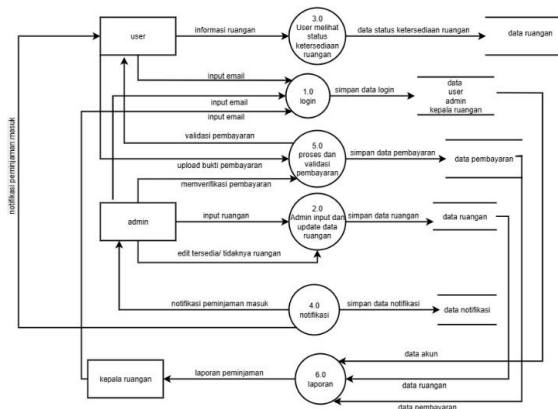 user
informasi ruangan
3.0
User melihat
status
ketersediaan
ruangan
data status ketersediaan ruangan
data ruangan
input email
input email
input email
1.0
login
simpan data login
data
user
admin
kepala ruangan
validasi pembayaran
upload bukti pembayaran
memverifikasi pembayaran
5.0
proses dan
validasi
pembayaran
simpan data pembayaran
data pembayaran
notifikasi peminjaman masuk
admin
input ruangan
edit tersedia/ tidaknya ruangan
2.0
Admin input dan
update data
ruangan
simpan data ruangan
data ruangan
notifikasi peminjaman masuk
4.0
notifikasi
simpan data notifikasi
data notifikasi
kepala ruangan
laporan peminjaman
6.0
laporan
data akun
data ruangan
data pembayaran